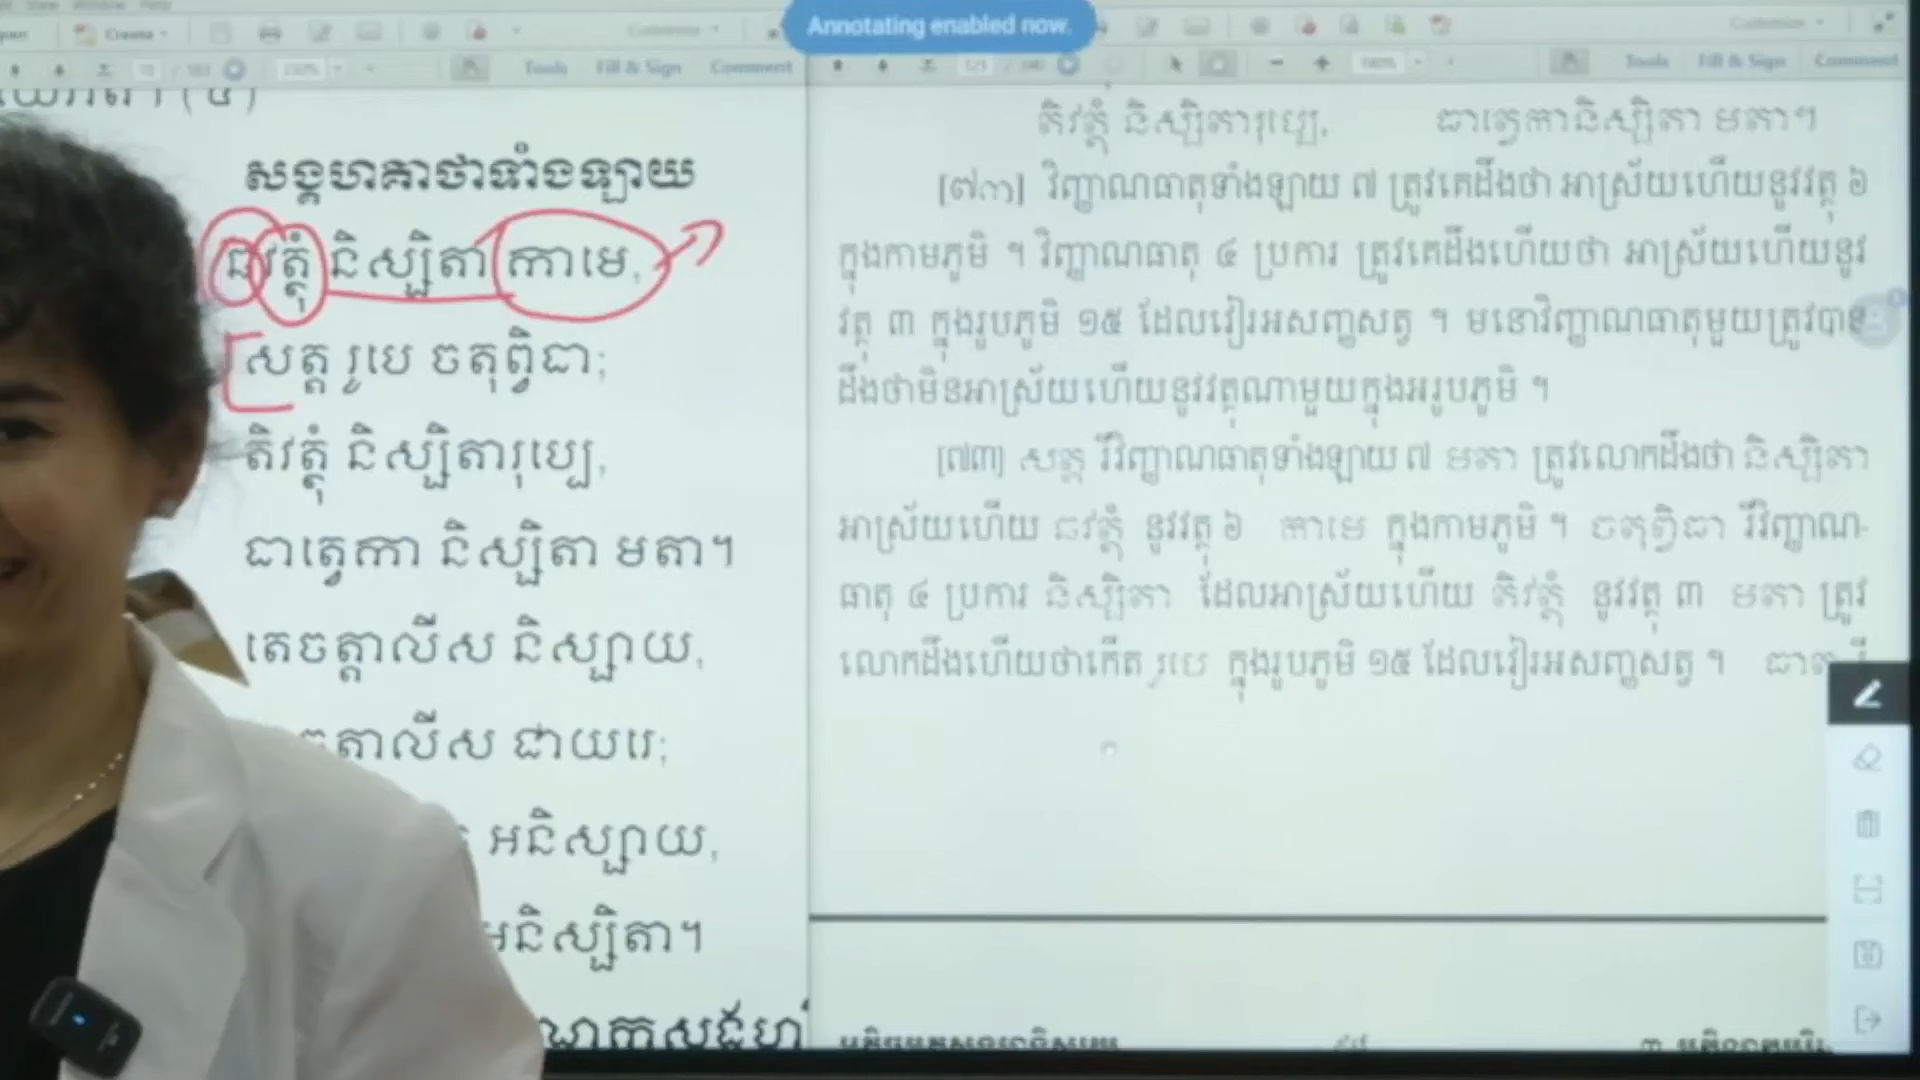 Annotating enabled now.
View Window Help
Create
Customize
Tools Fill & Sign Comment
Customize
Tools Fill & Sign Comment
សង្គហគាថាទាំងឡាយ
ឆវត្ថុំ និស្សិតា កាមេ,
សត្ត រូបេ ចតុព្វិធា;
តិវត្ថុំ និស្សិតារុប្បេ,
ធាត្វេកា និស្សិតា មតា។
តេចត្តាលីស និស្សាយ,
តាលីស ជាយរេ;
អនិស្សាយ,
អនិស្សិតា។
តិវត្ថុំ និស្សិតារុប្បេ, ធាត្វេកានិស្សិតា មតា។
[៧៣] វិញ្ញាណធាតុទាំងឡាយ ៧ ត្រូវគេដឹងថា អាស្រ័យហើយនូវវត្ថុ ៦
ក្នុងកាមភូមិ ។ វិញ្ញាណធាតុ ៤ ប្រការ ត្រូវគេដឹងហើយថា អាស្រ័យហើយនូវ
វត្ថុ ៣ ក្នុងរូបភូមិ ១៥ ដែលវៀរអសញ្ញសត្វ ។ មនោវិញ្ញាណធាតុមួយត្រូវបាន
ដឹងថាមិនអាស្រ័យហើយនូវវត្ថុណាមួយក្នុងអរូបភូមិ ។
[៧៣] សត្ត រីវិញ្ញាណធាតុទាំងឡាយ ៧ មតា ត្រូវលោកដឹងថា និស្សិតា
អាស្រ័យហើយ ឆវត្ថុំ នូវវត្ថុ ៦ កាមេ ក្នុងកាមភូមិ ។ ចតុព្វិធា រីវិញ្ញាណ-
ធាតុ ៤ ប្រការ និស្សិតា ដែលអាស្រ័យហើយ តិវត្ថុំ នូវវត្ថុ ៣ មតា ត្រូវ
លោកដឹងហើយថាកើត រូបេ ក្នុងរូបភូមិ ១៥ ដែលវៀរអសញ្ញសត្វ ។